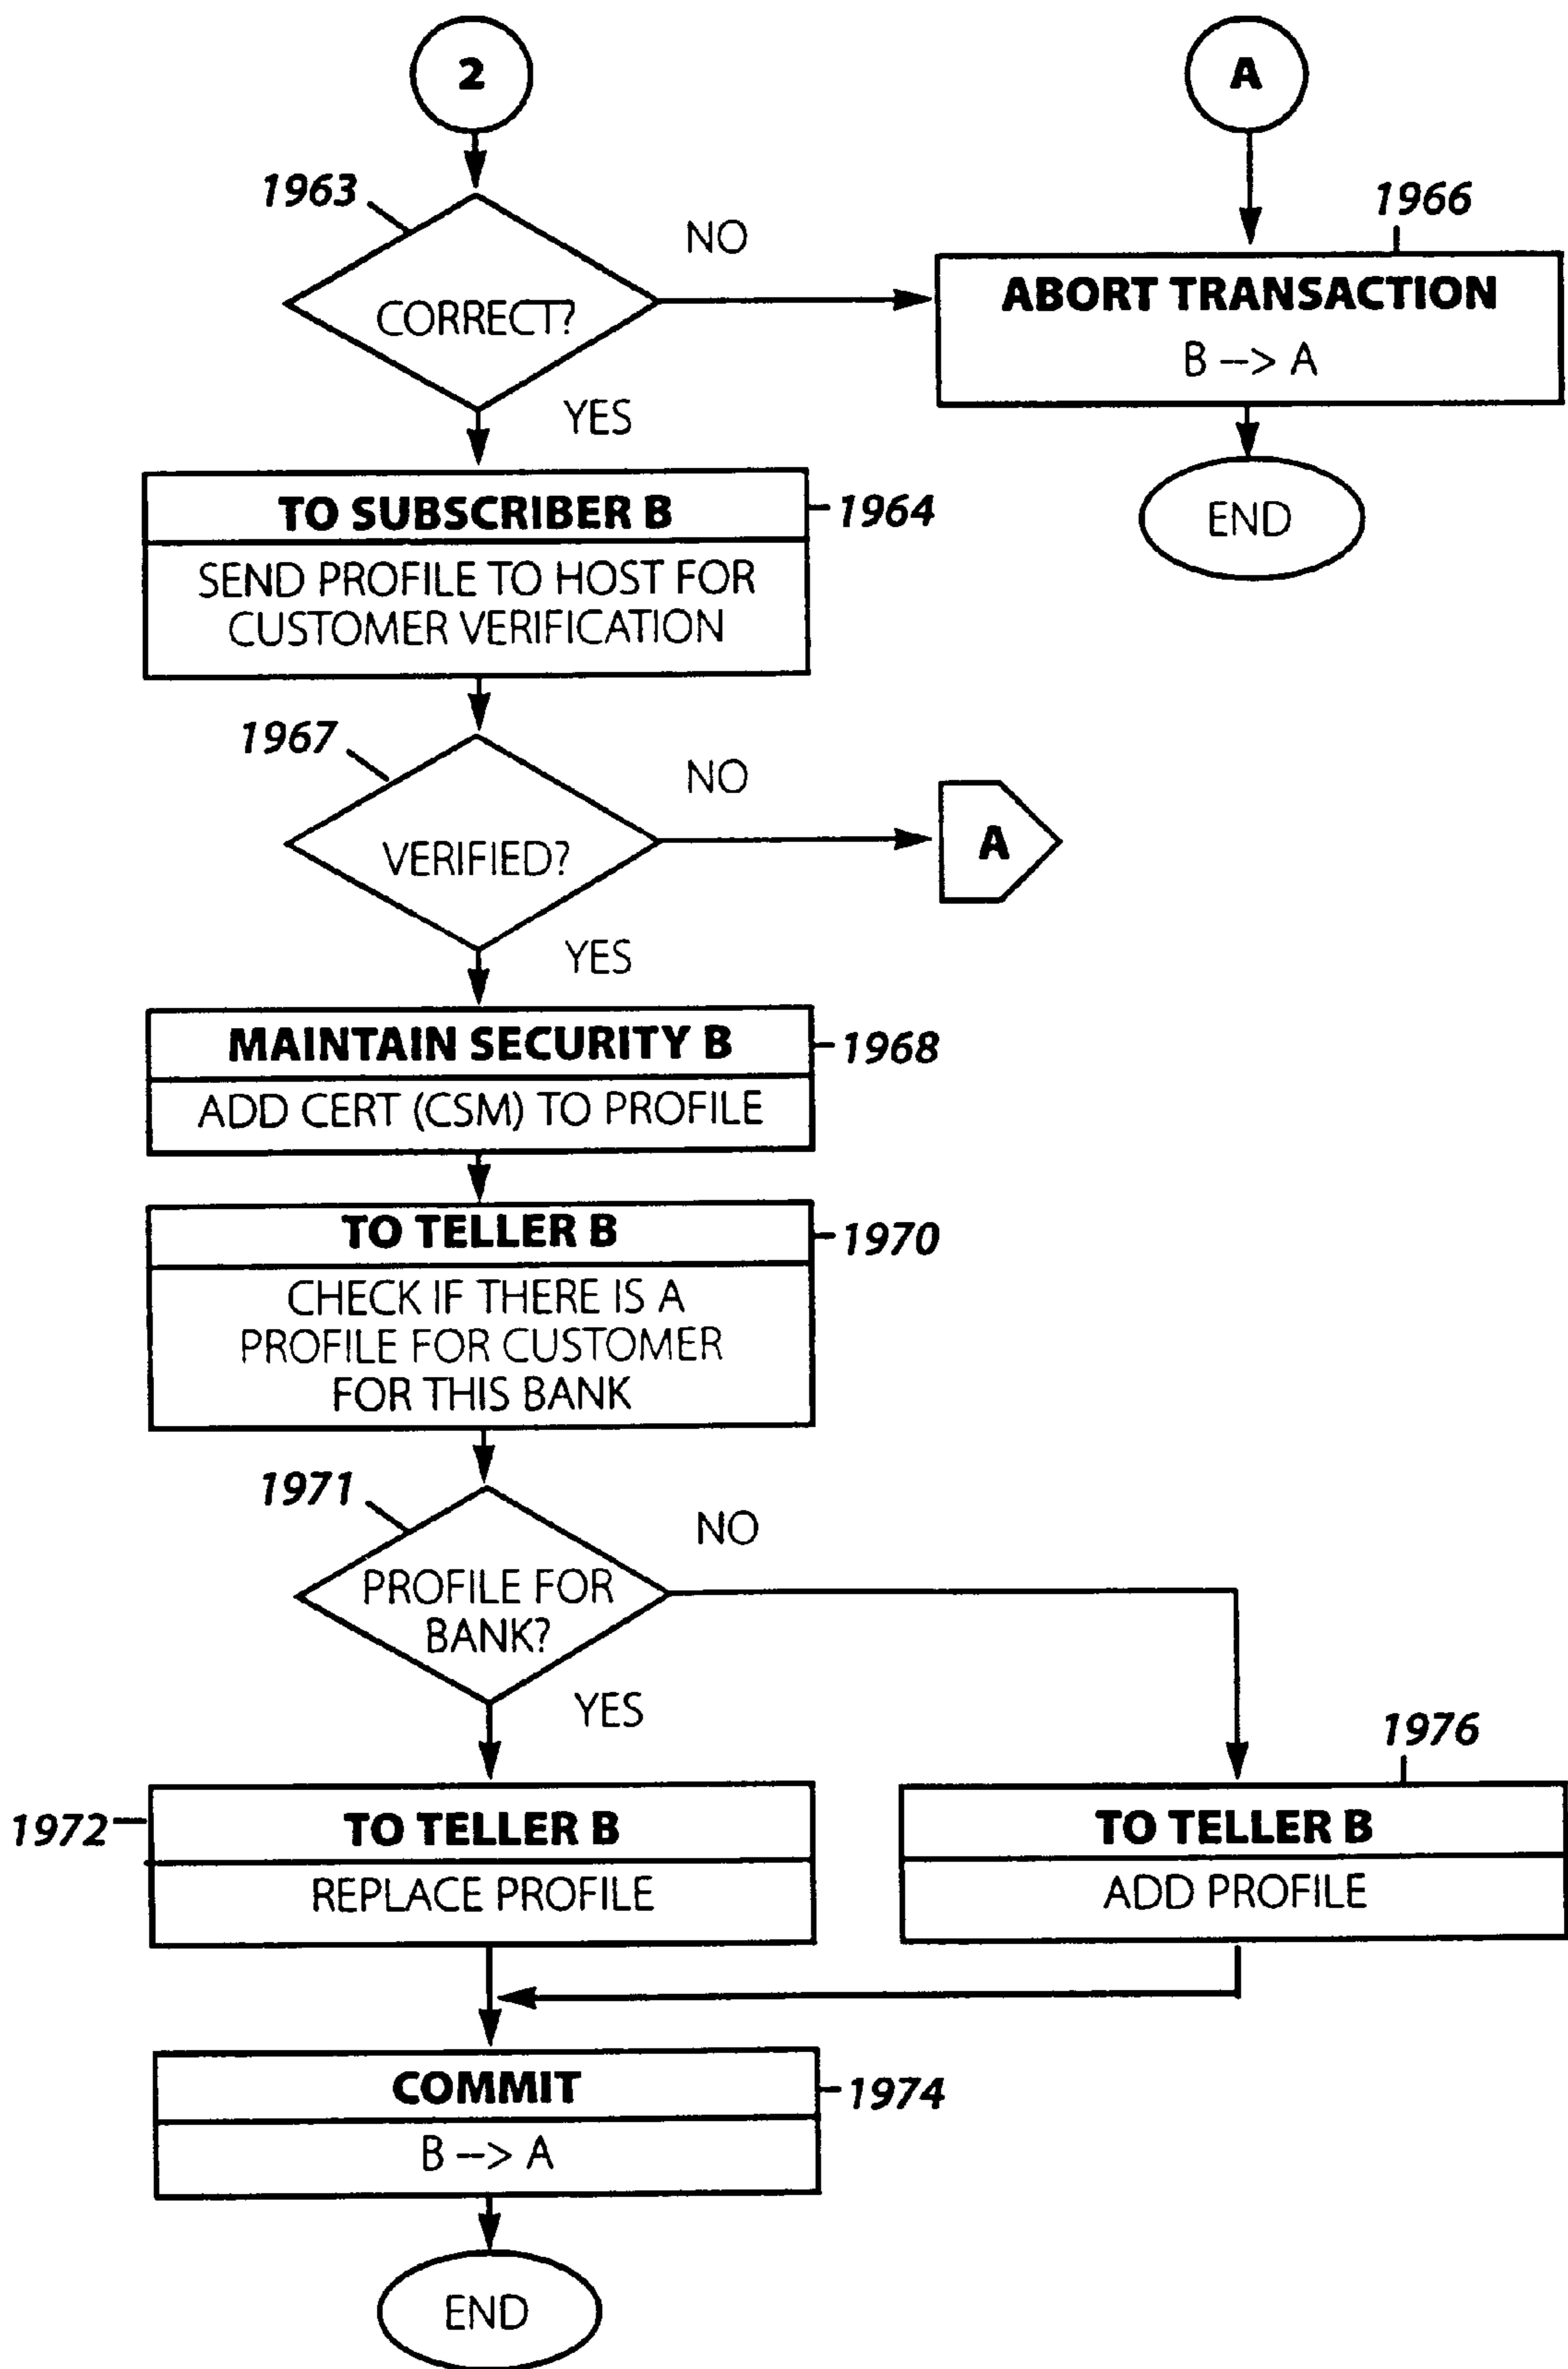 2
A
1963
1966
NO
CORRECT?
ABORT TRANSACTION
B --> A
YES
END
TO SUBSCRIBER B
1964
SEND PROFILE TO HOST FOR
CUSTOMER VERIFICATION
1967
NO
VERIFIED?
A
YES
MAINTAIN SECURITY B
1968
ADD CERT (CSM) TO PROFILE
TO TELLER B
1970
CHECK IF THERE IS A
PROFILE FOR CUSTOMER
FOR THIS BANK
1971
NO
PROFILE FOR
BANK?
YES
1976
1972
TO TELLER B
REPLACE PROFILE
TO TELLER B
ADD PROFILE
COMMIT
1974
B --> A
END